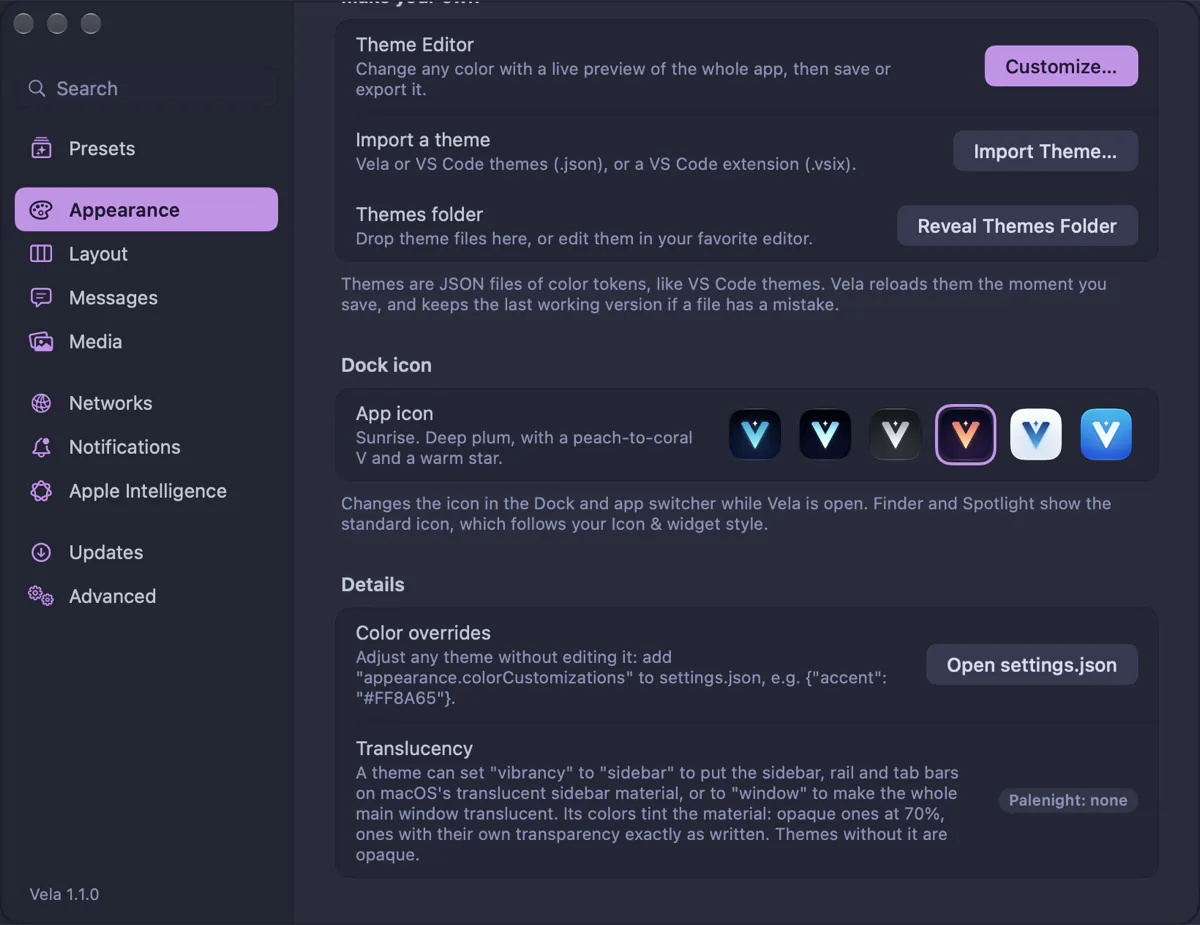 Make your own
Theme Editor
Change any color with a live preview of the whole app, then save or
export it.
Customize...
Search
Import a theme
Vela or VS Code themes (.json), or a VS Code extension (.vsix).
Import Theme...
Presets
Appearance
Themes folder
Drop theme files here, or edit them in your favorite editor.
Reveal Themes Folder
Layout
Messages
Media
Themes are JSON files of color tokens, like VS Code themes. Vela reloads them the moment you
save, and keeps the last working version if a file has a mistake.
Dock icon
Networks
Notifications
Apple Intelligence
App icon
Sunrise. Deep plum, with a peach-to-coral
V and a warm star.
Changes the icon in the Dock and app switcher while Vela is open. Finder and Spotlight show the
standard icon, which follows your Icon & widget style.
Updates
Advanced
Details
Color overrides
Adjust any theme without editing it: add
"appearance.colorCustomizations" to settings.json, e.g. {"accent":
"#FF8A65"}.
Open settings.json
Translucency
A theme can set "vibrancy" to "sidebar" to put the sidebar, rail and tab bars
on macOS's translucent sidebar material, or to "window" to make the whole
main window translucent. Its colors tint the material: opaque ones at 70%,
ones with their own transparency exactly as written. Themes without it are
opaque.
Palenight: none
Vela 1.1.0